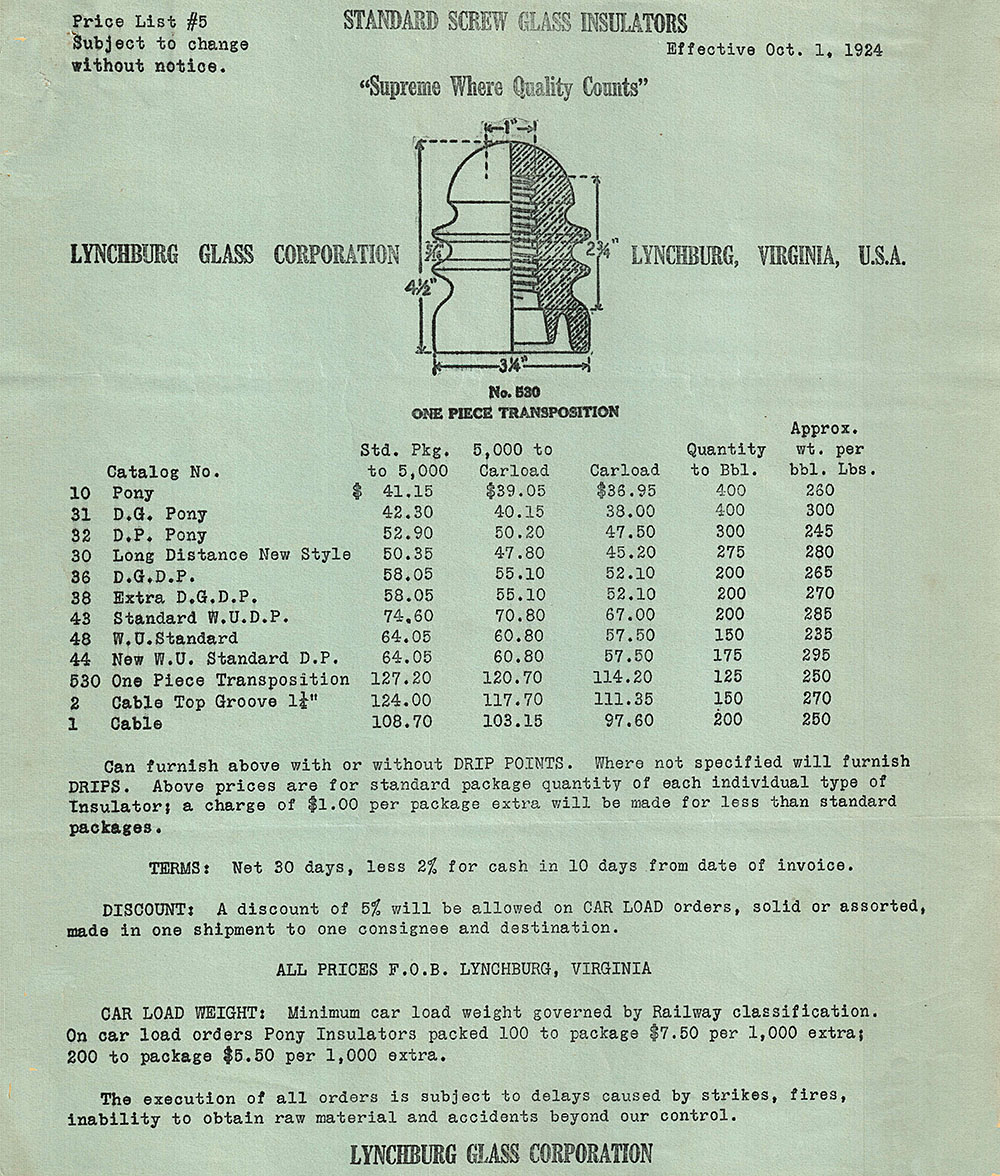 Price List #5
Subject to change
without notice.
STANDARD SCREW GLASS INSULATORS
Effective Oct. 1, 1924
“Supreme Where Quality Counts”
1"
2¾"
4½"
3¼"
LYNCHBURG GLASS CORPORATION
LYNCHBURG, VIRGINIA, U.S.A.
No. 530
ONE PIECE TRANSPOSITION
Catalog No. Std. Pkg. to 5,000 5,000 to Carload Carload Quantity to Bbl. Approx. wt. per bbl. Lbs.
10 Pony $ 41.15 $39.05 $36.95 400 260
31 D.G. Pony 42.30 40.15 38.00 400 300
32 D.P. Pony 52.90 50.20 47.50 300 245
30 Long Distance New Style 50.35 47.80 45.20 275 280
36 D.G.D.P. 58.05 55.10 52.10 200 265
38 Extra D.G.D.P. 58.05 55.10 52.10 200 270
43 Standard W.U.D.P. 74.60 70.80 67.00 200 285
48 W.U.Standard 64.05 60.80 57.50 150 235
44 New W.U. Standard D.P. 64.05 60.80 57.50 175 295
530 One Piece Transposition 127.20 120.70 114.20 125 250
2 Cable Top Groove 1¼" 124.00 117.70 111.35 150 270
1 Cable 108.70 103.15 97.60 200 250
Can furnish above with or without DRIP POINTS. Where not specified will furnish
DRIPS. Above prices are for standard package quantity of each individual type of
Insulator; a charge of $1.00 per package extra will be made for less than standard
packages.
TERMS: Net 30 days, less 2% for cash in 10 days from date of invoice.
DISCOUNT: A discount of 5% will be allowed on CAR LOAD orders, solid or assorted,
made in one shipment to one consignee and destination.
ALL PRICES F.O.B. LYNCHBURG, VIRGINIA
CAR LOAD WEIGHT: Minimum car load weight governed by Railway classification.
On car load orders Pony Insulators packed 100 to package $7.50 per 1,000 extra;
200 to package $5.50 per 1,000 extra.
The execution of all orders is subject to delays caused by strikes, fires,
inability to obtain raw material and accidents beyond our control.
LYNCHBURG GLASS CORPORATION